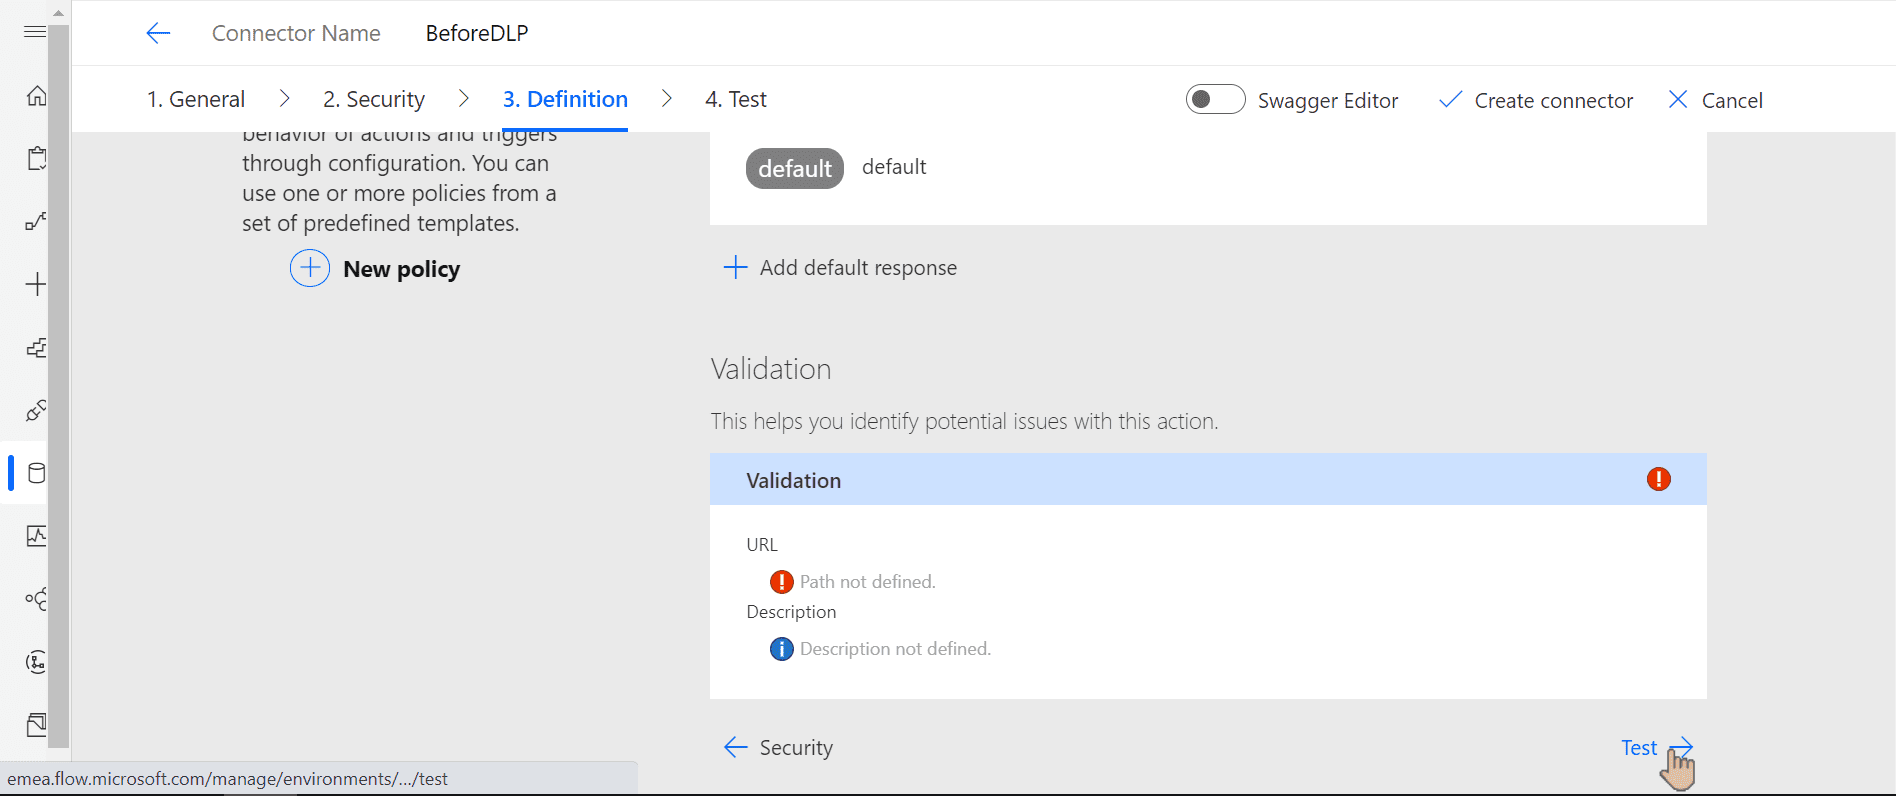 Connector Name BeforeDLP
1. General 2. Security 3. Definition 4. Test Swagger Editor Create connector Cancel
behavior of actions and triggers
through configuration. You can
use one or more policies from a
set of predefined templates.
New policy
default default
Add default response
Validation
This helps you identify potential issues with this action.
Validation
URL
Path not defined.
Description
Description not defined.
Security Test
emea.flow.microsoft.com/manage/environments/.../test